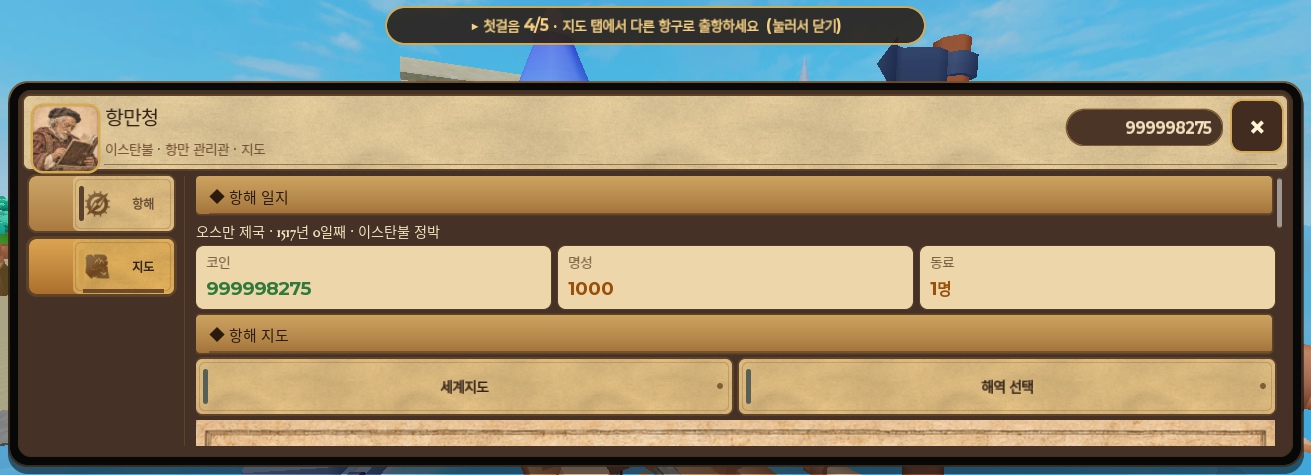 ▸ 첫걸음 4/5 · 지도 탭에서 다른 항구로 출항하세요 (눌러서 닫기)
항만청
이스탄불 · 항만 관리관 · 지도
999998275
×
항해
지도
◆ 항해 일지
오스만 제국 · 1517년 0일째 · 이스탄불 정박
코인
999998275
명성
1000
동료
1명
◆ 항해 지도
세계지도
해역 선택